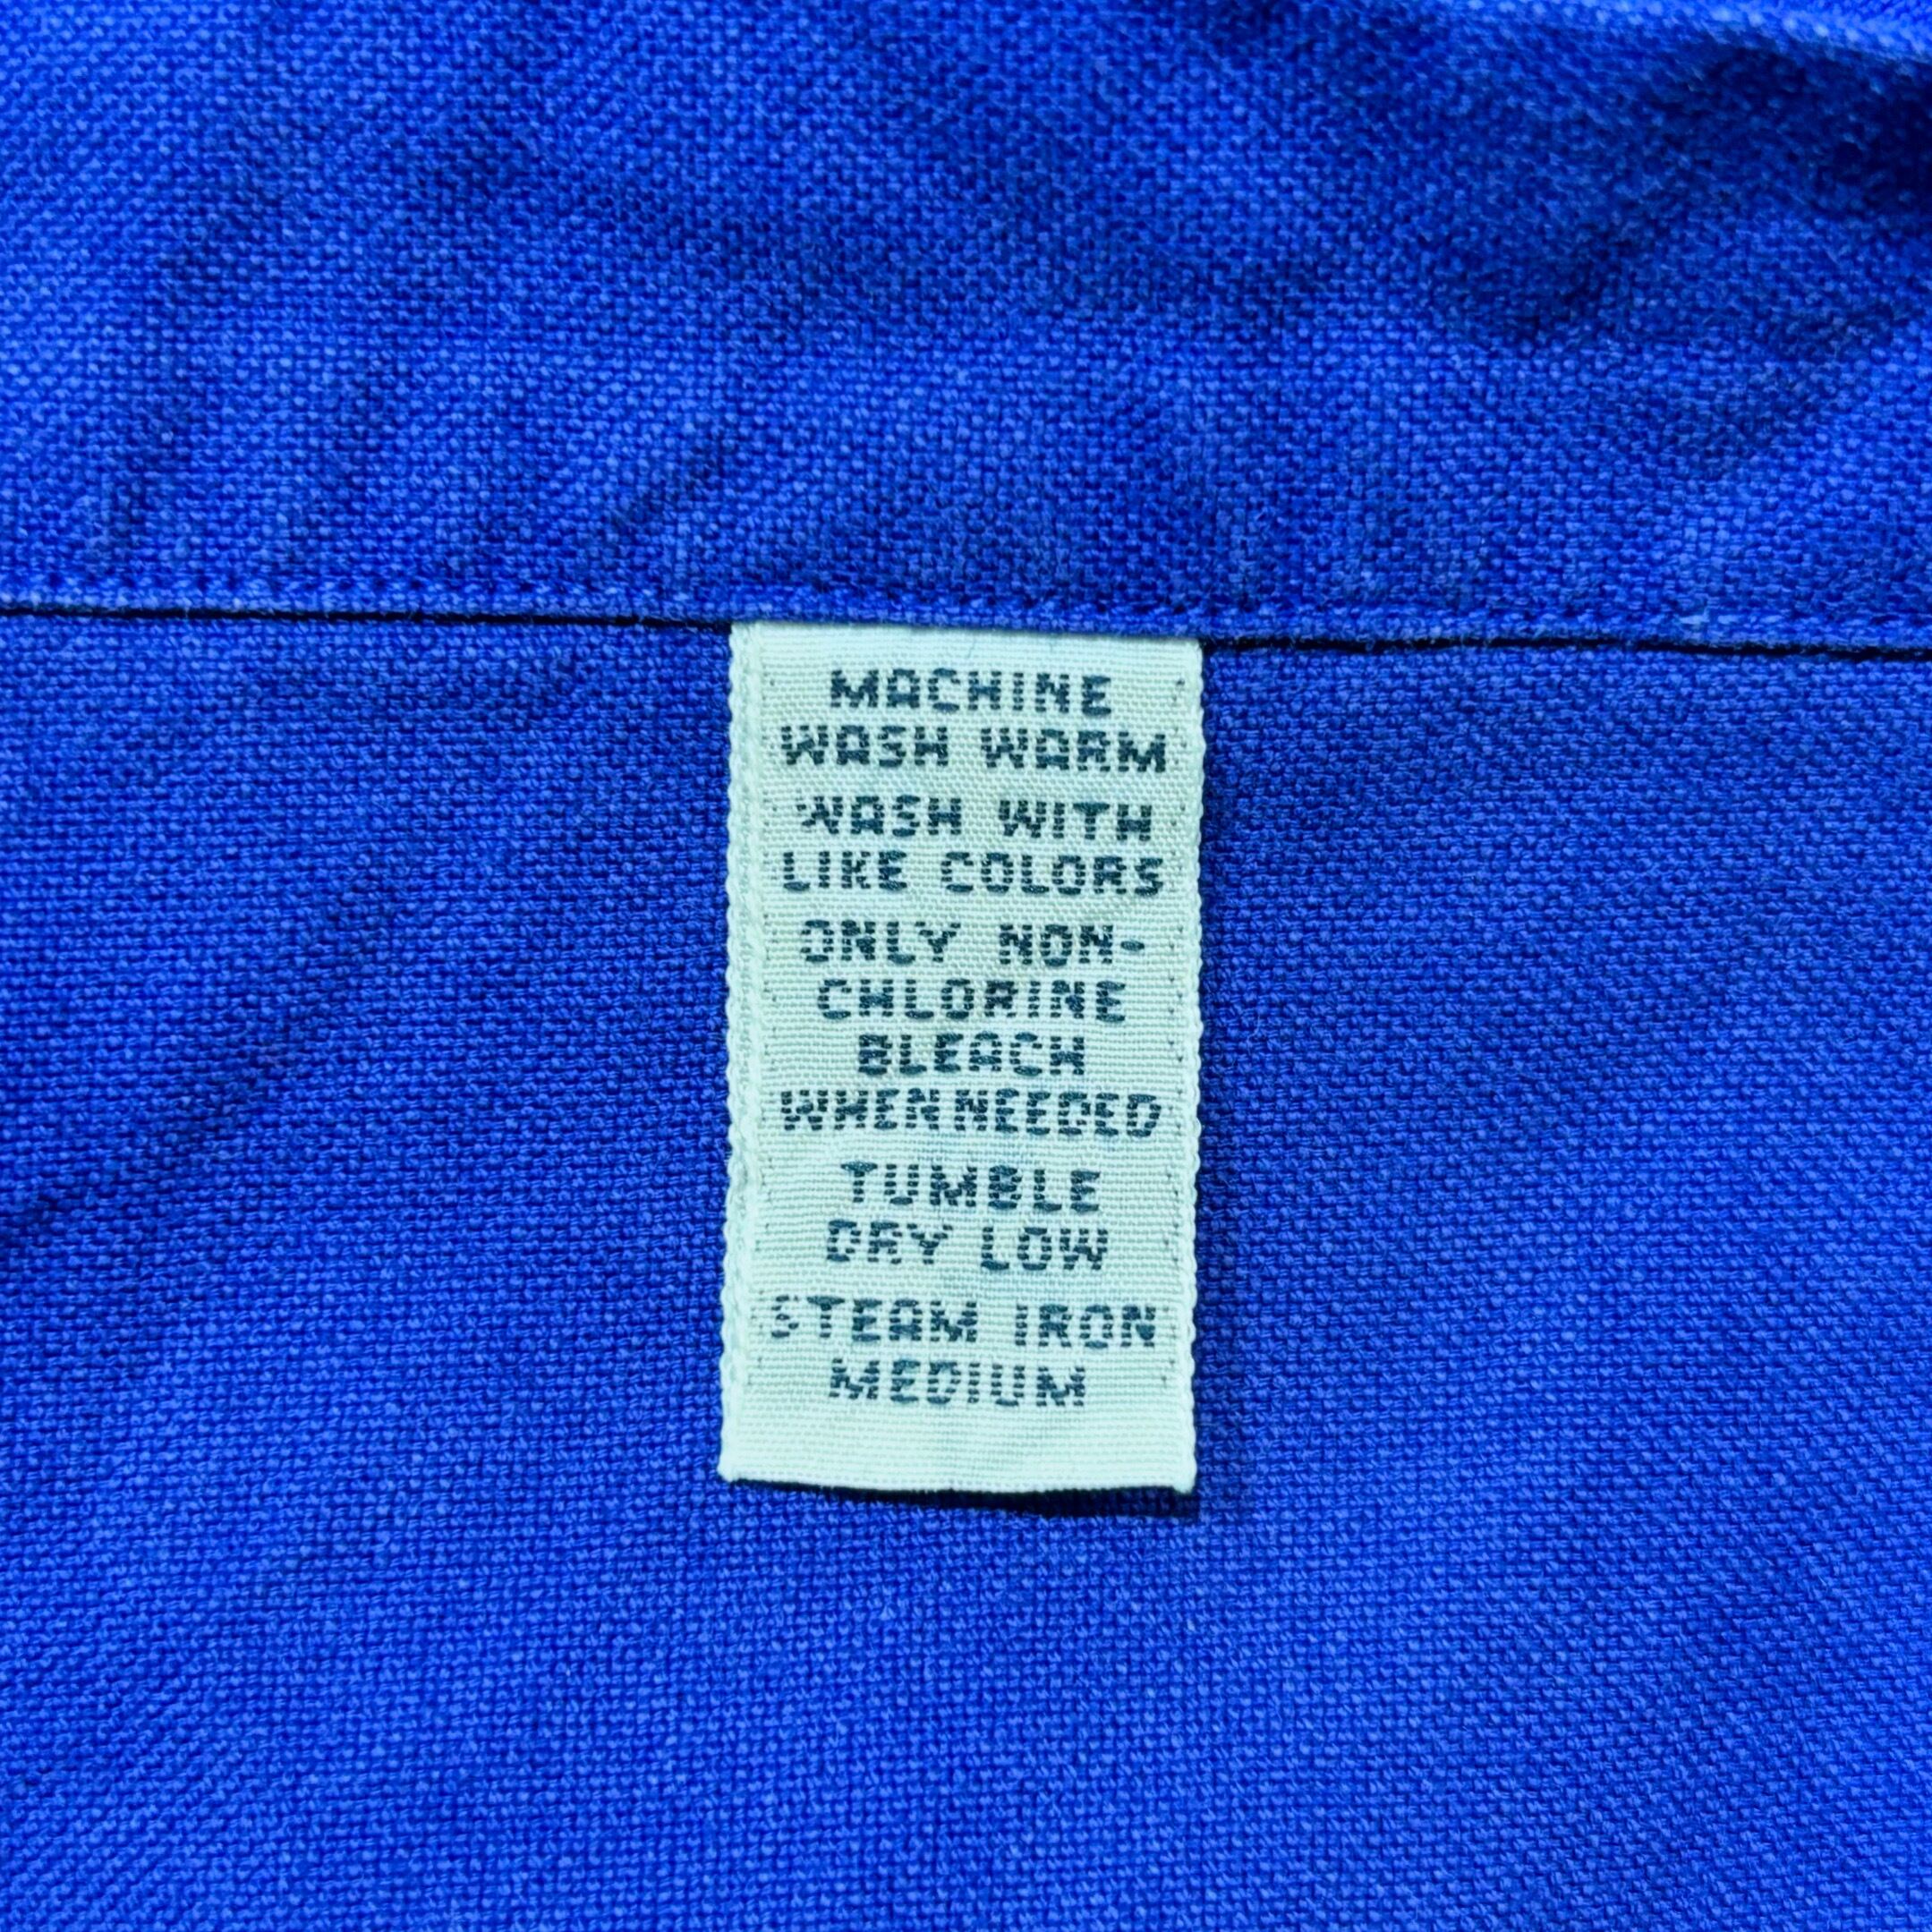 MACHINE
WASH WARM
WASH WITH
LIKE COLORS
ONLY NON-
CHLORINE
BLEACH
WHEN NEEDED
TUMBLE
DRY LOW
STEAM IRON
MEDIUM